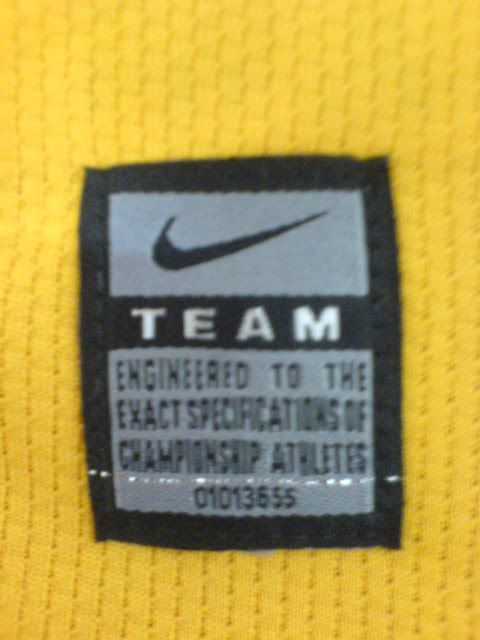 TEAM
ENGINEERED TO THE
EXACT SPECIFICATIONS OF
CHAMPIONSHIP ATHLETES
01013655